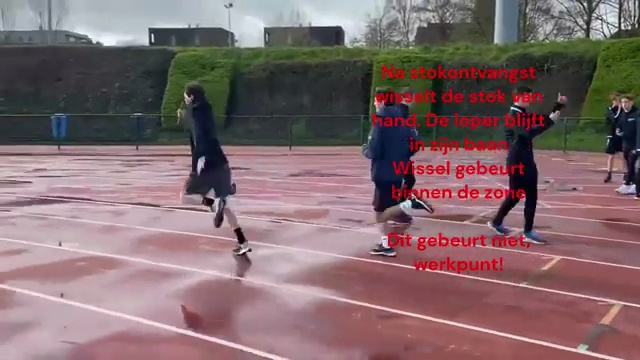 Na stokontvangst
wisselt de stok van
hand. De loper blijft
in zijn baan
Wissel gebeurt
binnen de zone
Dit gebeurt niet,
werkpunt!